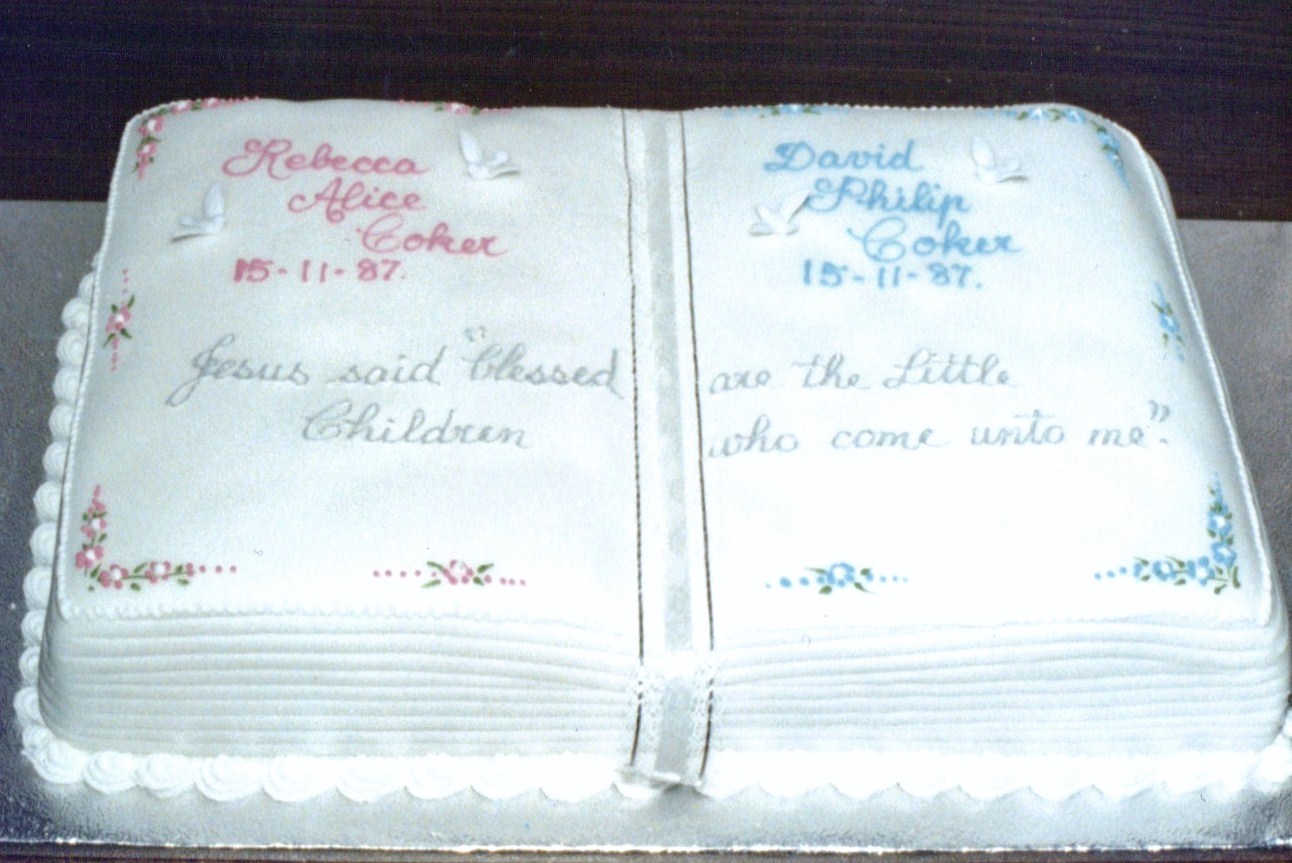 Rebecca
Alice
Coker
15-11-87.
David
Philip
Coker
15-11-87.
Jesus said "blessed are the Little
Children who come unto me".